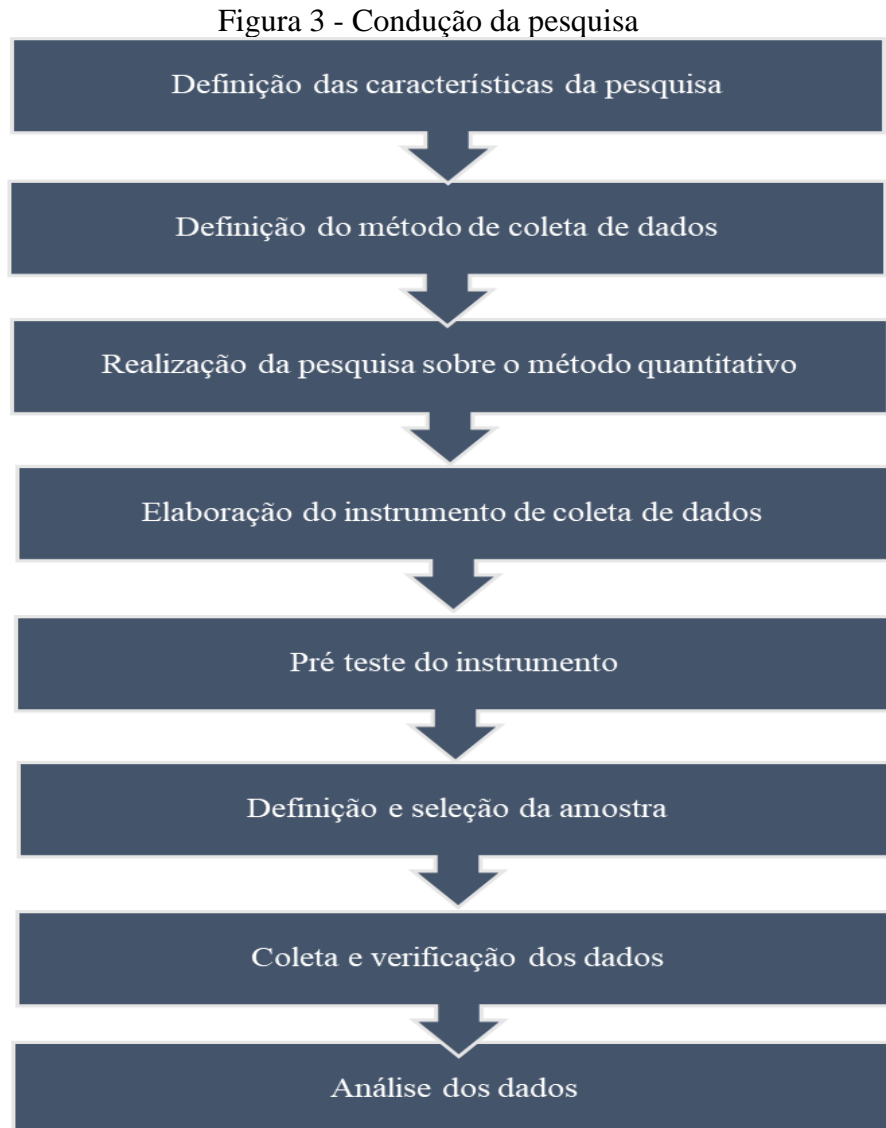 Figura 3 - Condução da pesquisa
Definição das características da pesquisa
Definição do método de coleta de dados
Realização da pesquisa sobre o método quantitativo
Elaboração do instrumento de coleta de dados
Pré teste do instrumento
Definição e seleção da amostra
Coleta e verificação dos dados
Análise dos dados